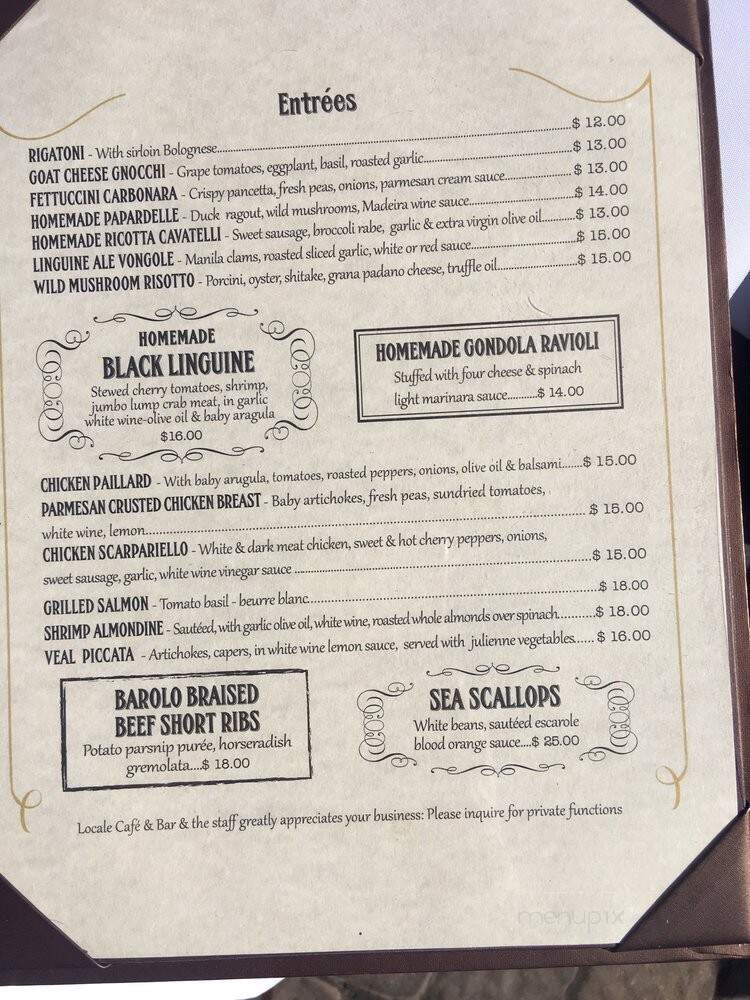 Entrées
RIGATONI - With sirloin Bolognese........$ 12.00
GOAT CHEESE GNOCCHI - Grape tomatoes, eggplant, basil, roasted garlic........$ 13.00
FETTUCCINI CARBONARA - Crispy pancetta, fresh peas, onions, parmesan cream sauce........$ 13.00
HOMEMADE PAPARDELLE - Duck ragout, wild mushrooms, Madeira wine sauce........$ 14.00
HOMEMADE RICOTTA CAVATELLI - Sweet sausage, broccoli rabe, garlic & extra virgin olive oil........$ 13.00
LINGUINE ALE VONGOLE - Manila clams, roasted sliced garlic, white or red sauce........$ 15.00
WILD MUSHROOM RISOTTO - Porcini, oyster, shitake, grana padano cheese, truffle oil........$ 15.00
HOMEMADE
BLACK LINGUINE
Stewed cherry tomatoes, shrimp,
jumbo lump crab meat, in garlic
white wine-olive oil & baby aragula
$16.00
HOMEMADE GONDOLA RAVIOLI
Stuffed with four cheese & spinach
light marinara sauce..........$ 14.00
CHICKEN PAILLARD - With baby arugula, tomatoes, roasted peppers, onions, olive oil & balsami......$ 15.00
PARMESAN CRUSTED CHICKEN BREAST - Baby artichokes, fresh peas, sundried tomatoes,
white wine, lemon........ $ 15.00
CHICKEN SCARPARIELLO - White & dark meat chicken, sweet & hot cherry peppers, onions,
sweet sausage, garlic, white wine vinegar sauce ........$ 15.00
GRILLED SALMON - Tomato basil - beurre blanc........$ 18.00
SHRIMP ALMONDINE - Sautéed, with garlic olive oil, white wine, roasted whole almonds over spinach..........$ 18.00
VEAL PICCATA - Artichokes, capers, in white wine lemon sauce, served with julienne vegetables..... $ 16.00
BAROLO BRAISED
BEEF SHORT RIBS
Potato parsnip purée, horseradish
gremolata....$ 18.00
SEA SCALLOPS
White beans, sautéed escarole
blood orange sauce....$ 25.00
Locale Café & Bar & the staff greatly appreciates your business: Please inquire for private functions
menupix